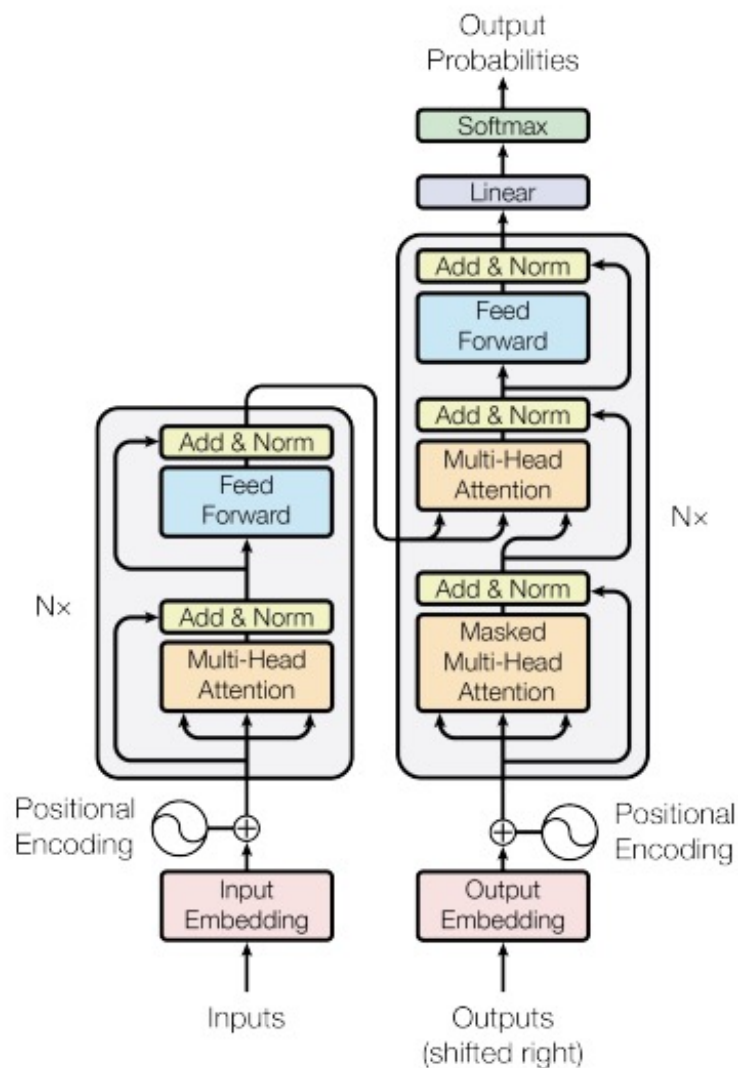 Output
Probabilities
Softmax
Linear
Add & Norm
Feed
Forward
Add & Norm
Multi-Head
Attention
Add & Norm
Masked
Multi-Head
Attention
N×
Add & Norm
Feed
Forward
Add & Norm
Multi-Head
Attention
N×
Positional
Encoding
Positional
Encoding
Input
Embedding
Output
Embedding
Inputs
Outputs
(shifted right)